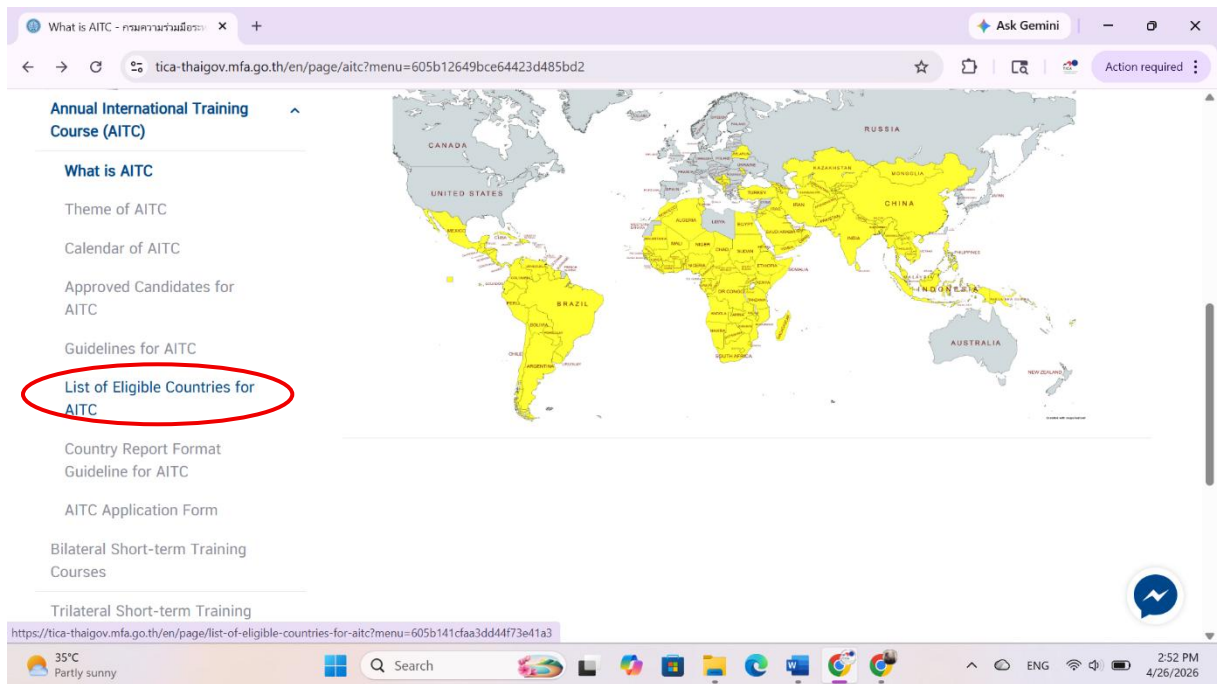 What is AITC - กรมความร่วมมือระห
Ask Gemini
tica-thaigov.mfa.go.th/en/page/aitc?menu=605b12649bce64423d485bd2
Action required
Annual International Training
Course (AITC)
What is AITC
Theme of AITC
Calendar of AITC
Approved Candidates for
AITC
Guidelines for AITC
List of Eligible Countries for
AITC
Country Report Format
Guideline for AITC
AITC Application Form
Bilateral Short-term Training
Courses
Trilateral Short-term Training
CANADA
RUSSIA
UNITED STATES
KAZAKHSTAN
MONGOLIA
CHINA
TURKEY
IRAN
INDIA
MEXICO
CUBA
ALGERIA
LIBYA
EGYPT
SAUDI ARABIA
MALI
NIGER
CHAD
SUDAN
NIGERIA
ETHIOPIA
SOMALIA
DR CONGO
ANGOLA
SOUTH AFRICA
PERU
BRAZIL
BOLIVIA
CHILE
ARGENTINA
PHILIPPINES
MALAYSIA
INDONESIA
AUSTRALIA
NEW ZEALAND
https://tica-thaigov.mfa.go.th/en/page/list-of-eligible-countries-for-aitc?menu=605b141cfaa3dd44f73e41a3
35°C
Partly sunny
Search
ENG
2:52 PM
4/26/2026